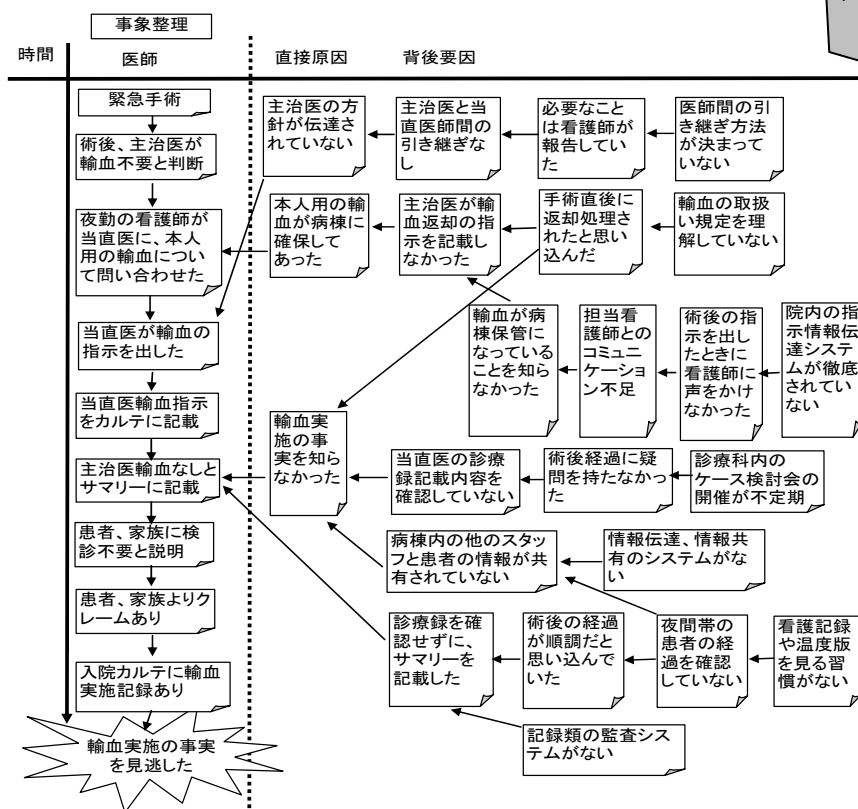 事象整理
時間
医師
直接原因
背後要因
緊急手術
術後、主治医が
輸血不要と判断
夜勤の看護師が
当直医に、本人
用の輸血につい
て問い合わせた
当直医が輸血の
指示を出した
当直医輸血指示
をカルテに記載
主治医輸血なしと
サマリーに記載
患者、家族に検
診不要と説明
患者、家族よりク
レームあり
入院カルテに輸血
実施記録あり
輸血実施の事実
を見逃した
主治医の方
針が伝達さ
れていない
主治医と当
直医師間の
引き継ぎな
し
必要なこと
は看護師が
報告してい
た
医師間の引
き継ぎ方法
が決まって
いない
本人用の輸
血が病棟に
確保して
あった
主治医が輸
血返却の指
示を記載し
なかった
手術直後に
返却処理さ
れたと思い
込んだ
輸血の取扱
い規定を理
解していない
輸血が病
棟保管に
なっている
ことを知ら
なかった
担当看
護師との
コミュニ
ケーショ
ン不足
術後の指
示を出し
たときに
看護師に
声をかけ
なかった
院内の指
示情報伝
達システ
ムが徹底
されてい
ない
輸血実
施の事
実を知ら
なかった
当直医の診療
録記載内容を
確認していない
術後経過に疑
問を持たなかっ
た
診療科内の
ケース検討会の
開催が不定期
病棟内の他のスタッ
フと患者の情報が共
有されていない
情報伝達、情報共
有のシステムがな
い
診療録を確
認せずに、
サマリーを
記載した
術後の経過
が順調だと
思い込んで
いた
夜間帯の
患者の経
過を確認
していない
看護記録
や温度版
を見る習
慣がない
記録類の監査シス
テムがない